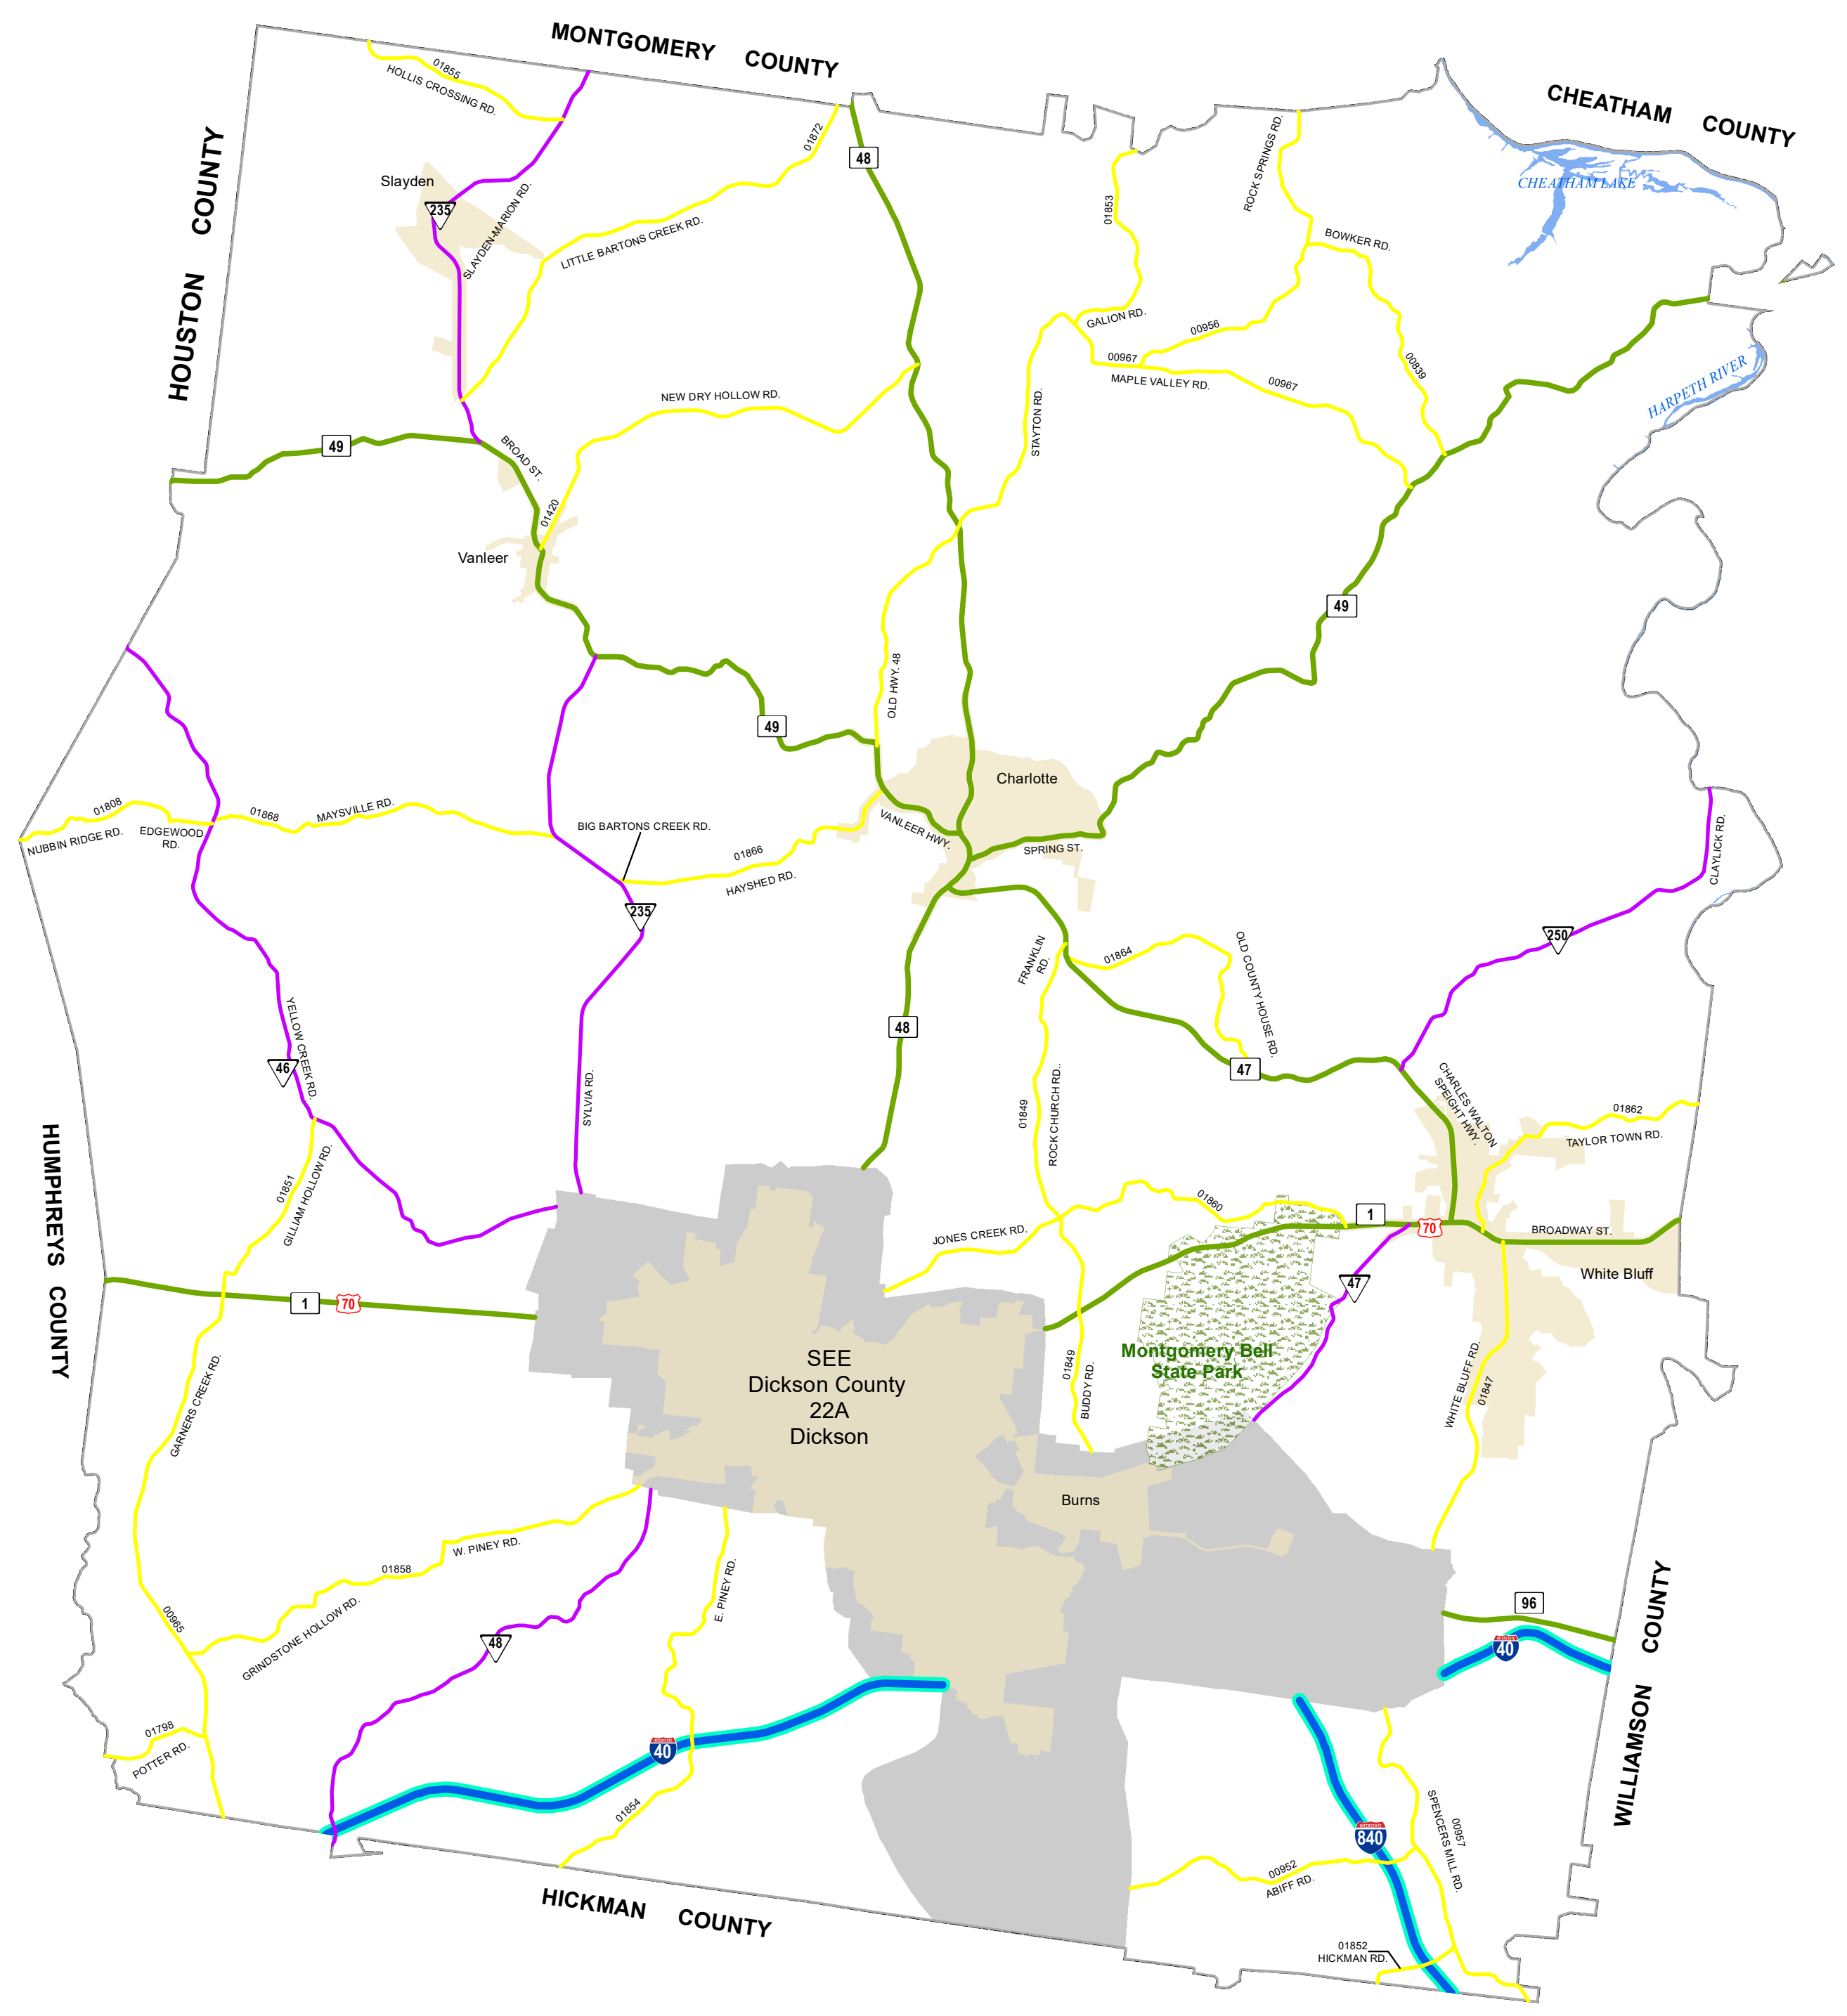 MONTGOMERY COUNTY
CHEATHAM COUNTY
01855
HOLLIS CROSSING RD.
01872
48
ROCK SPRINGS RD.
CHEATHAM LAKE
HOUSTON COUNTY
Slayden
235
SLAYDEN-MARION RD.
LITTLE BARTONS CREEK RD.
01853
BOWKER RD.
GALION RD.
00956
00967
MAPLE VALLEY RD.
00967
00839
HARPETH RIVER
NEW DRY HOLLOW RD.
STAYTON RD.
49
BROAD ST.
01420
Vanleer
49
OLD HWY. 48
49
Charlotte
01808
NUBBIN RIDGE RD.
EDGEWOOD
RD.
01868
MAYSVILLE RD.
BIG BARTONS CREEK RD.
01866
HAYSHED RD.
VANLEER HWY.
SPRING ST.
CLAYLICK RD.
235
250
FRANKLIN
RD.
01864
OLD COUNTY HOUSE RD.
48
47
YELLOW CREEK RD.
46
SYLVIA RD.
01849
ROCK CHURCH RD..
CHARLES WALTON
SPEIGHT HWY.
01862
TAYLOR TOWN RD.
HUMPHREYS COUNTY
01851
GILLIAM HOLLOW RD.
01860
JONES CREEK RD.
1
70
BROADWAY ST.
White Bluff
47
1
70
SEE
Dickson County
22A
Dickson
Montgomery Bell
State Park
01849
BUDDY RD.
WHITE BLUFF RD.
01847
GARNERS CREEK RD.
Burns
W. PINEY RD.
01858
GRINDSTONE HOLLOW RD.
00965
E. PINEY RD.
48
96
40
WILLIAMSON COUNTY
01798
POTTER RD.
40
01854
840
SPENCERS MILL RD.
00957
00952
ABIFF RD.
HICKMAN COUNTY
01852
HICKMAN RD.